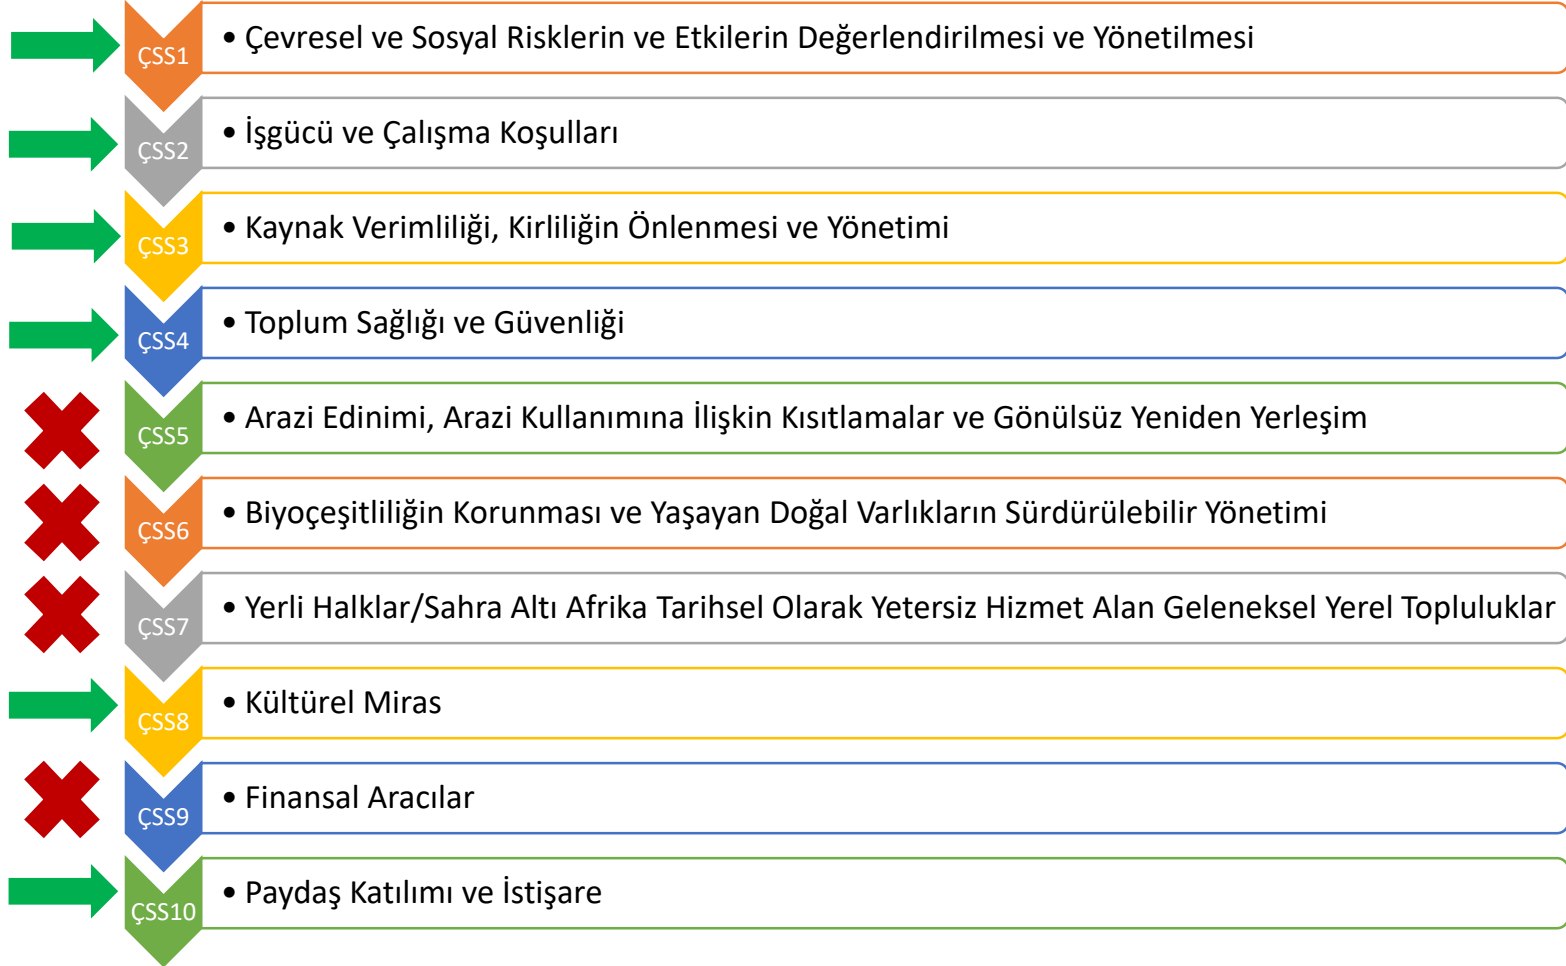 ÇSS1
• Çevresel ve Sosyal Risklerin ve Etkilerin Değerlendirilmesi ve Yönetilmesi
ÇSS2
• İşgücü ve Çalışma Koşulları
ÇSS3
• Kaynak Verimliliği, Kirliliğin Önlenmesi ve Yönetimi
ÇSS4
• Toplum Sağlığı ve Güvenliği
ÇSS5
• Arazi Edinimi, Arazi Kullanımına İlişkin Kısıtlamalar ve Gönülsüz Yeniden Yerleşim
ÇSS6
• Biyoçeşitliliğin Korunması ve Yaşayan Doğal Varlıkların Sürdürülebilir Yönetimi
ÇSS7
• Yerli Halklar/Sahra Altı Afrika Tarihsel Olarak Yetersiz Hizmet Alan Geleneksel Yerel Topluluklar
ÇSS8
• Kültürel Miras
ÇSS9
• Finansal Aracılar
ÇSS10
• Paydaş Katılımı ve İstişare